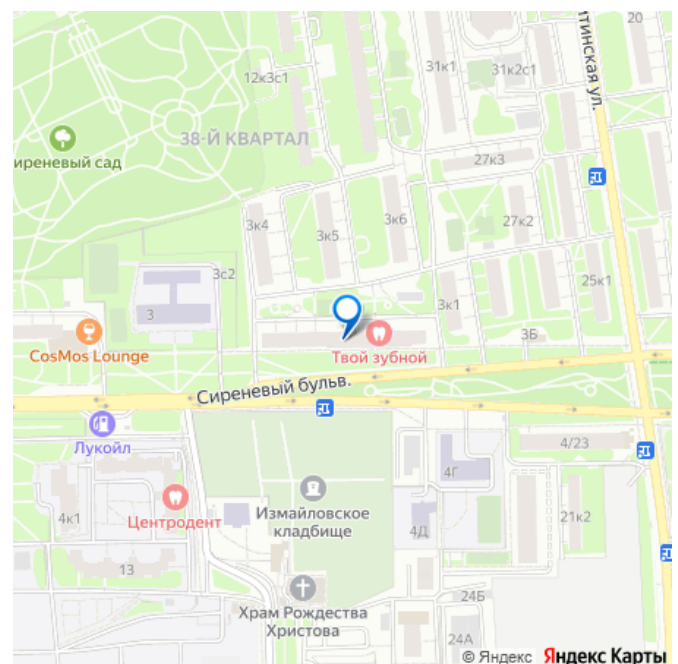 31к1
31к2с1
итинская ул.
12к3с1
38-Й КВАРТАЛ
иреневый сад
27к3
3к4
3к5
3к6
27к2
3с2
3к1
25к1
3
3Б
CosMos Lounge
Твой зубной
Сиреневый бульв.
Лукойл
4/23
4к1
Центродент
Измайловское
кладбище
4Г
4Д
21к2
13
Храм Рождества
Христова
24Б
24А
© Яндекс Яндекс Карты